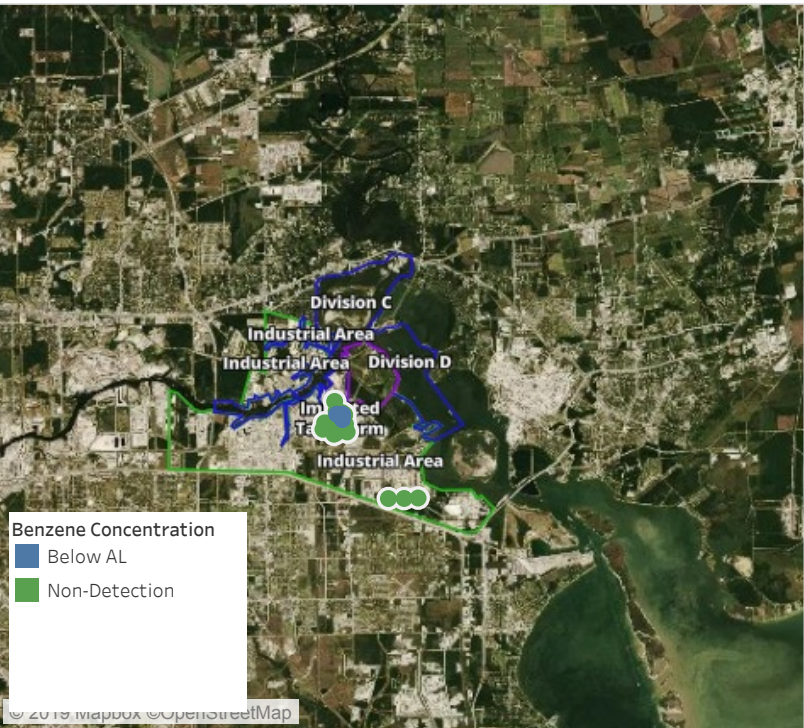 Division C
Industrial Area
Industrial Area
Division D
Industrial Area
Benzene Concentration
Below AL
Non-Detection
© 2019 Mapbox ©OpenStreetMap